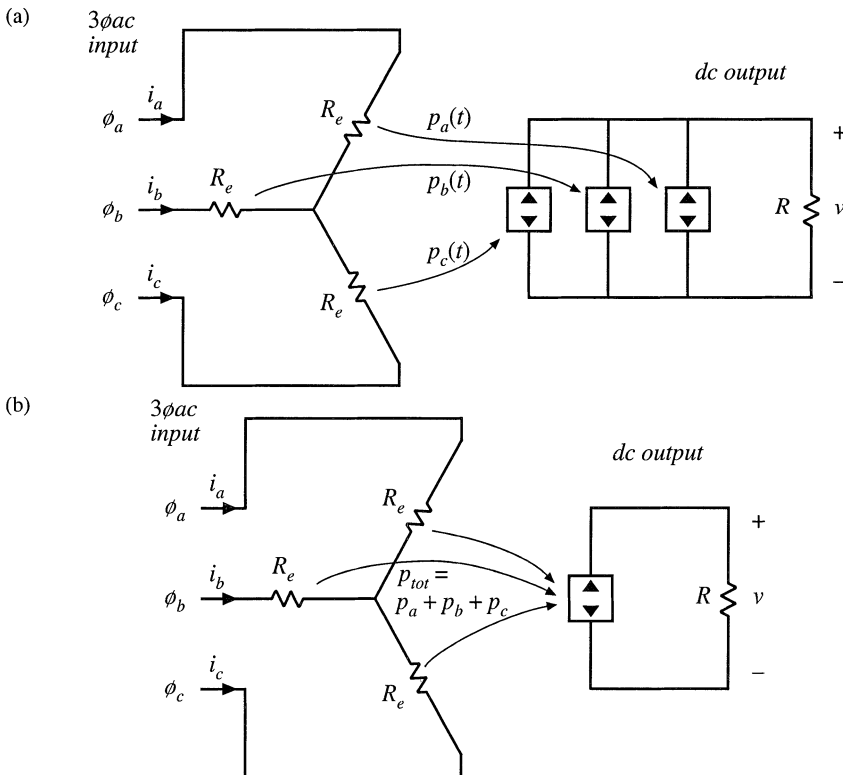 (a)
3øac
input
dc output
i_a
ϕ_a
R_e
p_a(t)
+
i_b
R_e
ϕ_b
p_b(t)
R
v
i_c
p_c(t)
ϕ_c
R_e
–
(b)
3øac
input
dc output
i_a
ϕ_a
R_e
+
i_b
R_e
p_tot =
ϕ_b
p_a + p_b + p_c
R
v
i_c
ϕ_c
R_e
–